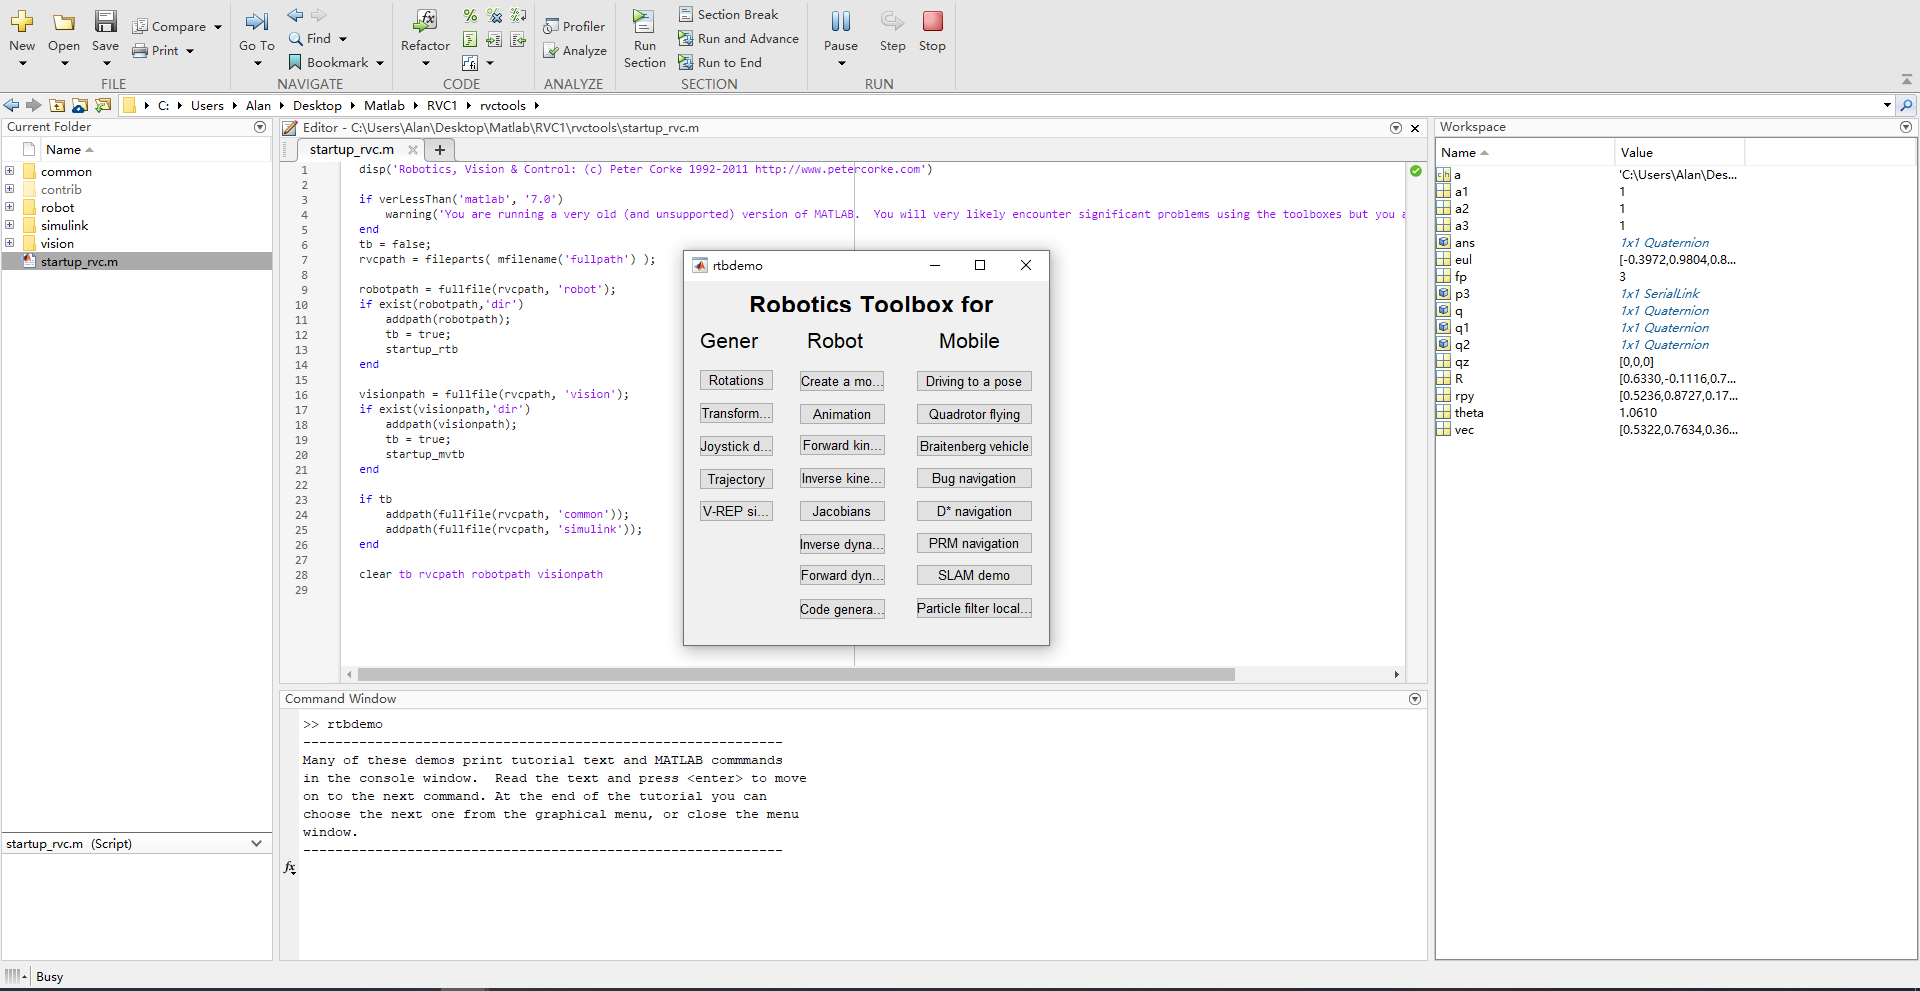 New
Open
Save
Compare
Print
FILE
Go To
Find
Bookmark
NAVIGATE
Refactor
CODE
Profiler
Analyze
ANALYZE
Run
Section
Section Break
Run and Advance
Run to End
SECTION
Pause
Step
Stop
RUN
C: Users Alan Desktop Matlab RVC1 rvctools
Current Folder
Name
common
contrib
robot
simulink
vision
startup_rvc.m
startup_rvc.m (Script)
Editor - C:\Users\Alan\Desktop\Matlab\RVC1\rvctools\startup_rvc.m
startup_rvc.m
1 disp('Robotics, Vision & Control: (c) Peter Corke 1992-2011 http://www.petercorke.com')
2
3 if verLessThan('matlab', '7.0')
4 warning('You are running a very old (and unsupported) version of MATLAB.  You will very likely encounter significant problems using the toolboxes but you a
5 end
6 tb = false;
7 rvcpath = fileparts( mfilename('fullpath') );
8
9 robotpath = fullfile(rvcpath, 'robot');
10 if exist(robotpath,'dir')
11 addpath(robotpath);
12 tb = true;
13 startup_rtb
14 end
15
16 visionpath = fullfile(rvcpath, 'vision');
17 if exist(visionpath,'dir')
18 addpath(visionpath);
19 tb = true;
20 startup_mvtb
21 end
22
23 if tb
24 addpath(fullfile(rvcpath, 'common'));
25 addpath(fullfile(rvcpath, 'simulink'));
26 end
27
28 clear tb rvcpath robotpath visionpath
29
rtbdemo
Robotics Toolbox for
Gener
Robot
Mobile
Rotations
Create a mo...
Driving to a pose
Transform...
Animation
Quadrotor flying
Joystick d...
Forward kin...
Braitenberg vehicle
Trajectory
Inverse kine...
Bug navigation
V-REP si...
Jacobians
D* navigation
Inverse dyna...
PRM navigation
Forward dyn...
SLAM demo
Code genera...
Particle filter local...
Command Window
>> rtbdemo
------------------------------------------------------------
Many of these demos print tutorial text and MATLAB commmands
in the console window.  Read the text and press <enter> to move
on to the next command. At the end of the tutorial you can
choose the next one from the graphical menu, or close the menu
window.
------------------------------------------------------------
fx
Workspace
Name Value
a 'C:\Users\Alan\Des...
a1 1
a2 1
a3 1
ans 1x1 Quaternion
eul [-0.3972,0.9804,0.8...
fp 3
p3 1x1 SerialLink
q 1x1 Quaternion
q1 1x1 Quaternion
q2 1x1 Quaternion
qz [0,0,0]
R [0.6330,-0.1116,0.7...
rpy [0.5236,0.8727,0.17...
theta 1.0610
vec [0.5322,0.7634,0.36...
Busy